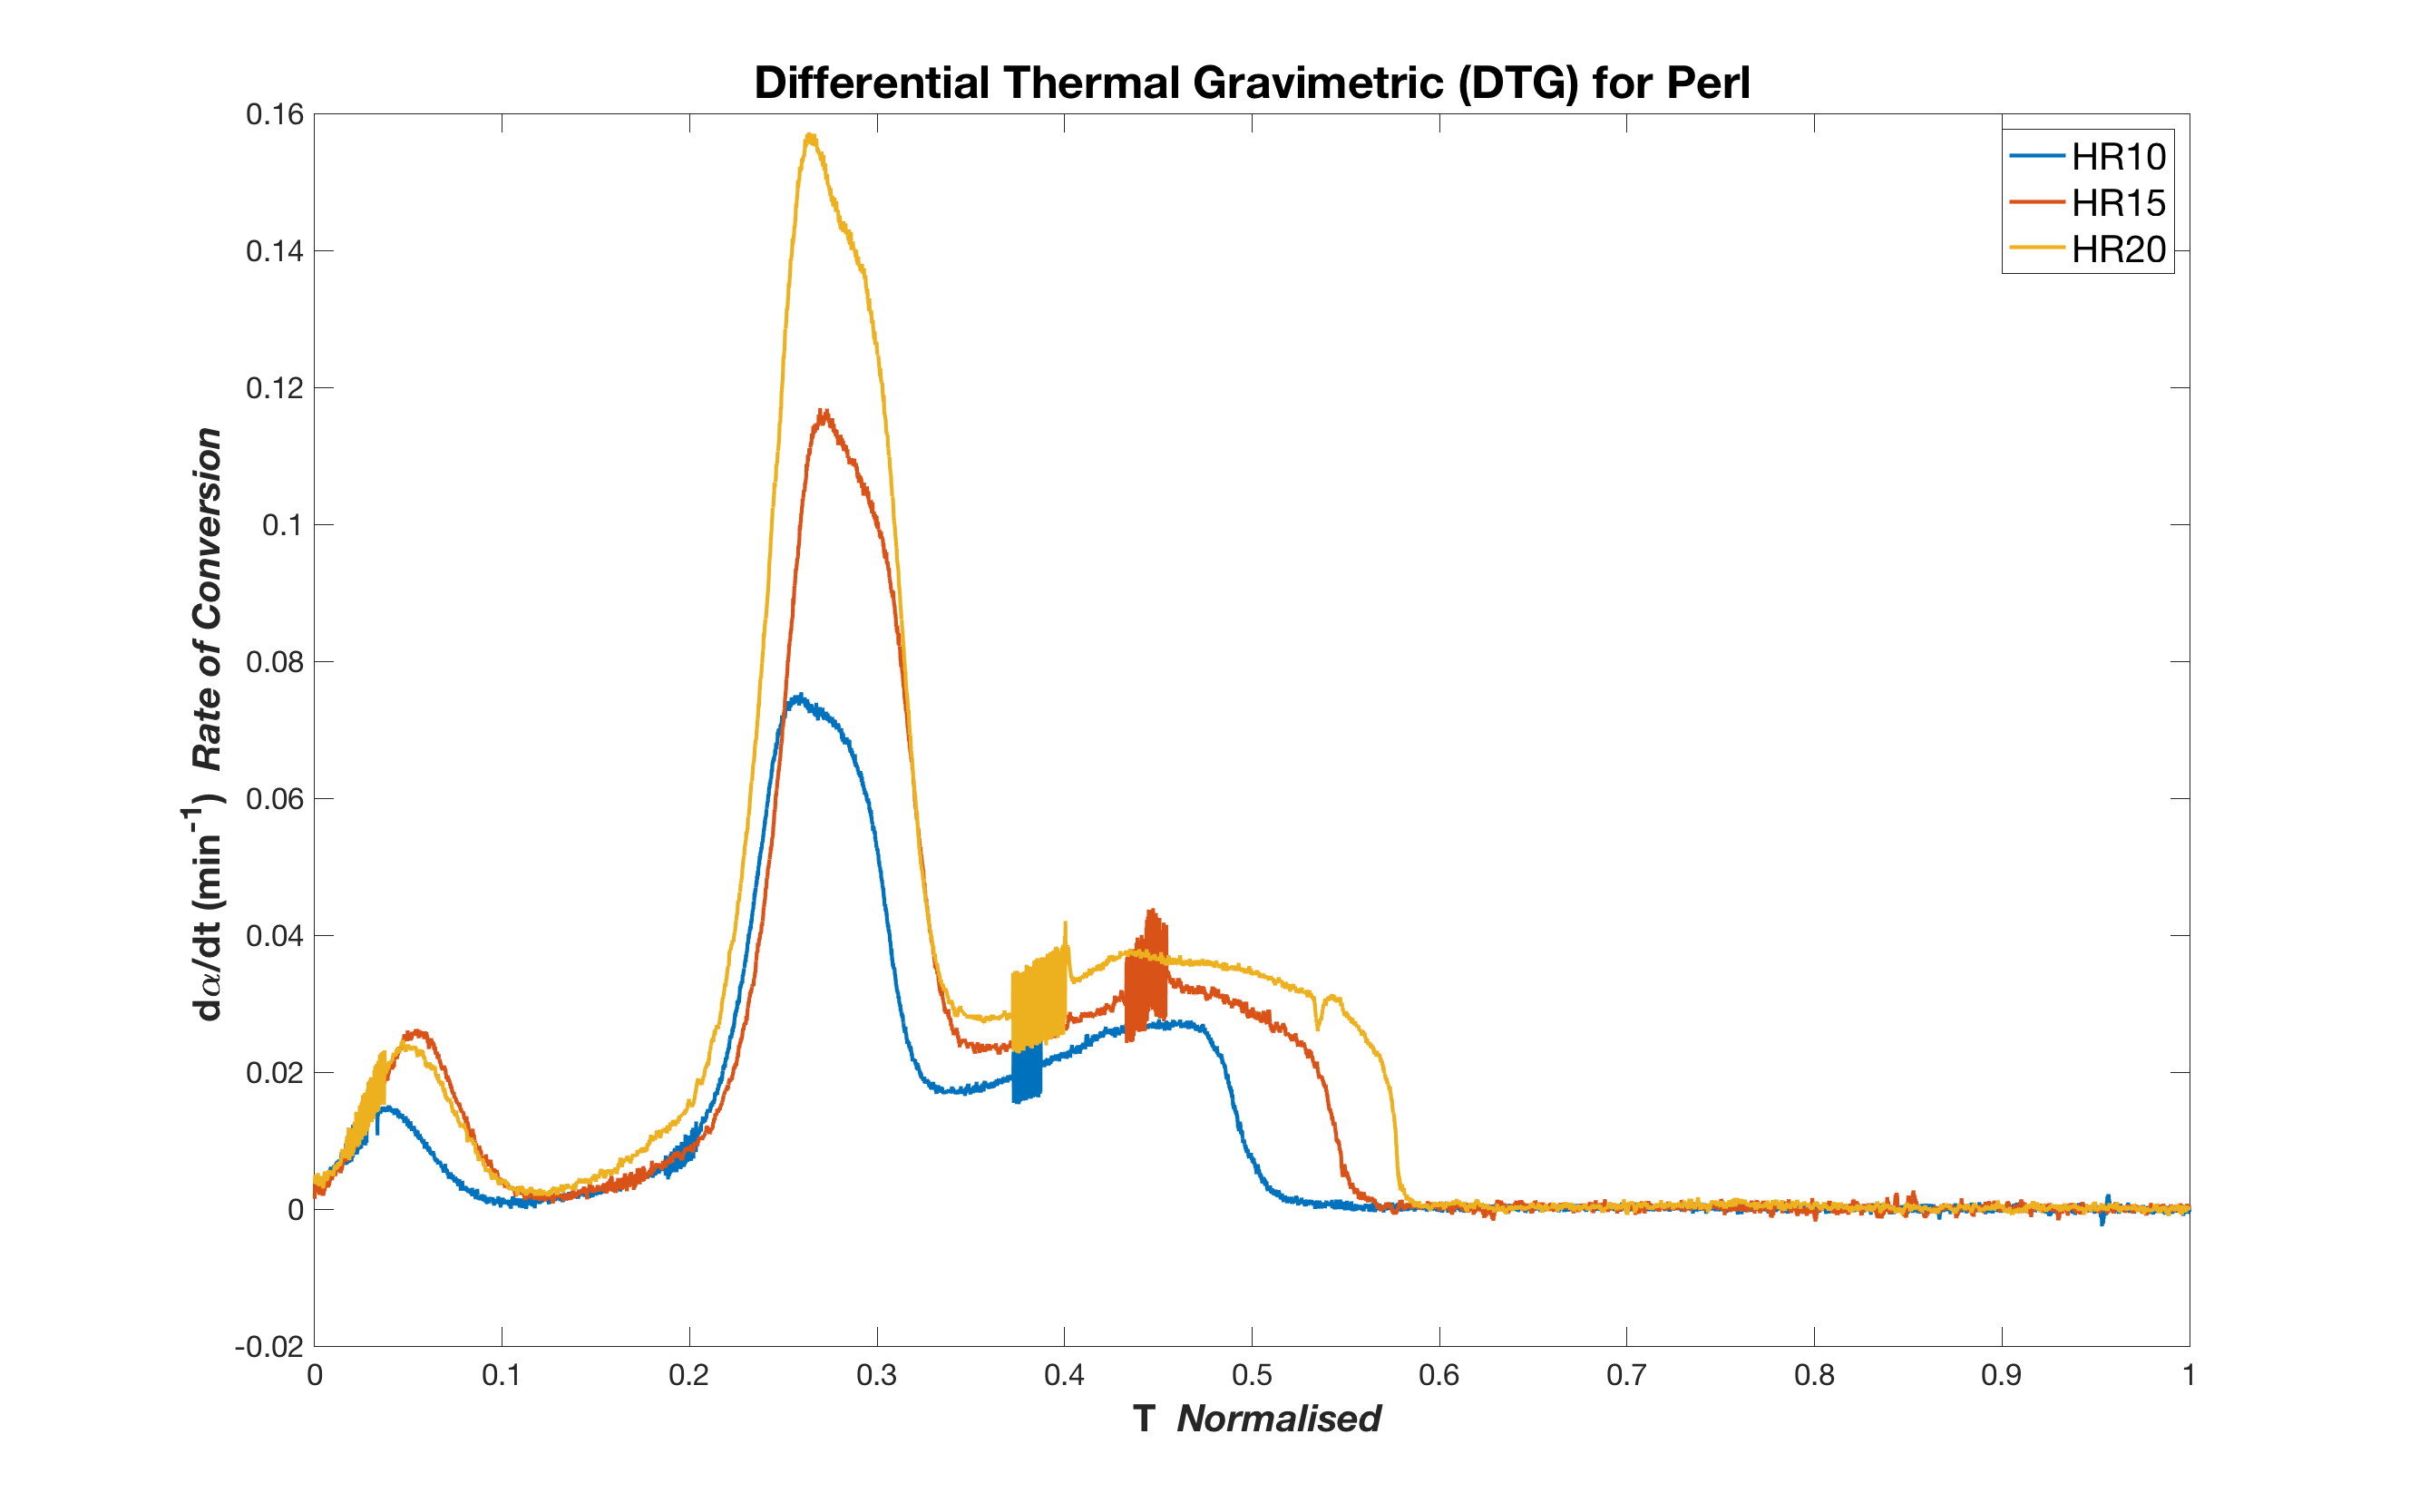 Differential Thermal Gravimetric (DTG) for Perl
0.16
0.14
0.12
0.1
0.08
0.06
0.04
0.02
0
-0.02
dα/dt (min-1) Rate of Conversion
HR10
HR15
HR20
0 0.1 0.2 0.3 0.4 0.5 0.6 0.7 0.8 0.9 1
T Normalised